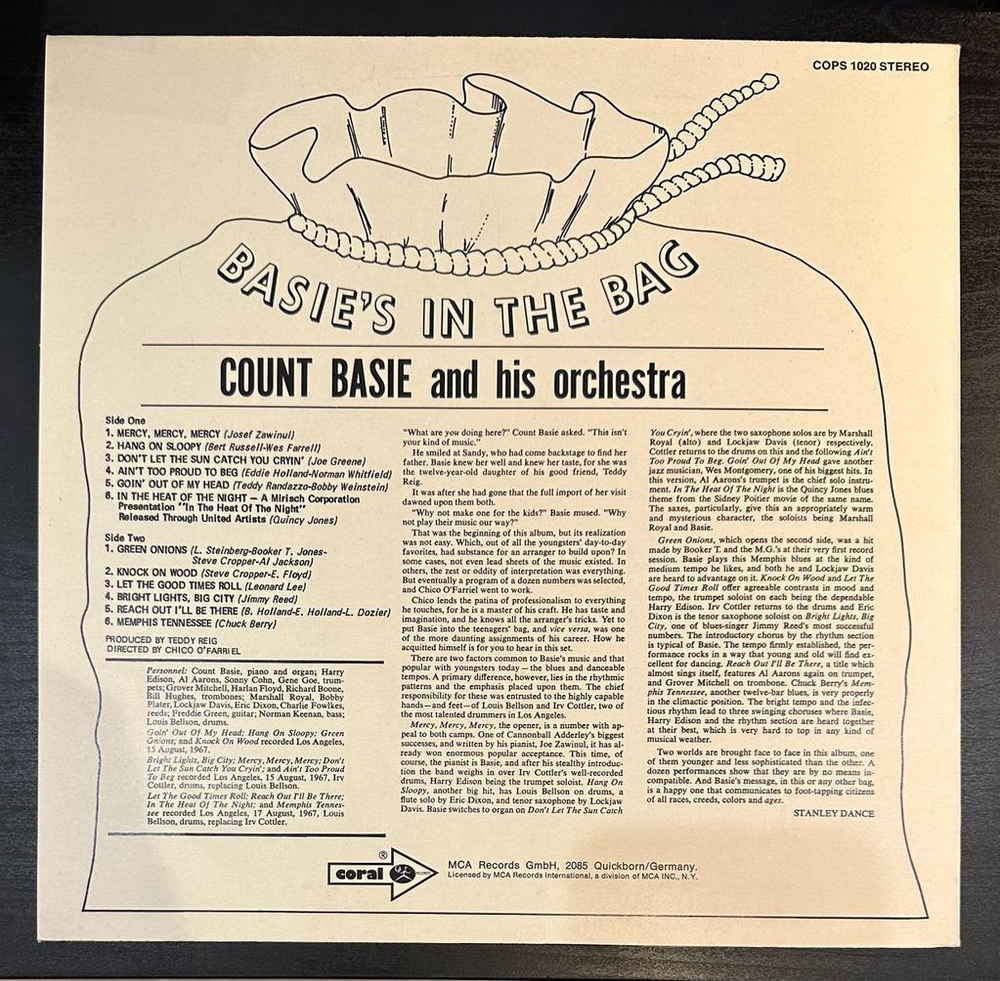 COPS 1020 STEREO
BASIE'S IN THE BAG
COUNT BASIE and his orchestra
Side One
1. MERCY, MERCY, MERCY (Josef Zawinul)
2. HANG ON SLOOPY (Bert Russell-Wes Farrell)
3. DON'T LET THE SUN CATCH YOU CRYIN' (Joe Greene)
4. AIN'T TOO PROUD TO BEG (Eddie Holland-Norman Whitfield)
5. GOIN' OUT OF MY HEAD (Teddy Randazzo-Bobby Weinstein)
6. IN THE HEAT OF THE NIGHT – A Mirisch Corporation
Presentation "In The Heat Of The Night"
Released Through United Artists (Quincy Jones)
Side Two
1. GREEN ONIONS (L. Steinberg-Booker T. Jones-
Steve Cropper-Al Jackson)
2. KNOCK ON WOOD (Steve Cropper-E. Floyd)
3. LET THE GOOD TIMES ROLL (Leonard Lee)
4. BRIGHT LIGHTS, BIG CITY (Jimmy Reed)
5. REACH OUT I'LL BE THERE (B. Holland-E. Holland-L. Dozier)
6. MEMPHIS TENNESSEE (Chuck Berry)
PRODUCED BY TEDDY REIG
DIRECTED BY CHICO O'FARRIEL
Personnel: Count Basie, piano and organ; Harry
Edison, Al Aarons, Sonny Cohn, Gene Goe, trum-
pets; Grover Mitchell, Harlan Floyd, Richard Boone,
Bill Hughes, trombones; Marshall Royal, Bobby
Plater, Lockjaw Davis, Eric Dixon, Charlie Fowlkes,
reeds; Freddie Green, guitar; Norman Keenan, bass;
Louis Bellson, drums.
Goin' Out Of My Head; Hang On Sloopy; Green
Onions; and Knock On Wood recorded Los Angeles,
15 August, 1967.
Bright Lights, Big City; Mercy, Mercy, Mercy; Don't
Let The Sun Catch You Cryin'; and Ain't Too Proud
To Beg recorded Los Angeles, 15 August, 1967, Irv
Cottler, drums, replacing Louis Bellson.
Let The Good Times Roll; Reach Out I'll Be There;
In The Heat Of The Night; and Memphis Tennes-
see recorded Los Angeles, 17 August, 1967, Louis
Bellson, drums, replacing Irv Cottler.
"What are you doing here?" Count Basie asked. "This isn't
your kind of music."
He smiled at Sandy, who had come backstage to find her
father. Basie knew her well and knew her taste, for she was
the twelve-year-old daughter of his good friend, Teddy
Reig.
It was after she had gone that the full import of her visit
dawned upon them both.
"Why not make one for the kids?" Basie mused. "Why
not play their music our way?"
That was the beginning of this album, but its realization
was not easy. Which, out of all the youngsters' day-to-day
favorites, had substance for an arranger to build upon? In
some cases, not even lead sheets of the music existed. In
others, the zest or oddity of interpretation was everything.
But eventually a program of a dozen numbers was selected,
and Chico O'Farriel went to work.
Chico lends the patina of professionalism to everything
he touches, for he is a master of his craft. He has taste and
imagination, and he knows all the arranger's tricks. Yet to
put Basie into the teenagers' bag, and vice versa, was one
of the more daunting assignments of his career. How he
acquitted himself is for you to hear in this set.
There are two factors common to Basie's music and that
popular with youngsters today – the blues and danceable
tempos. A primary difference, however, lies in the rhythmic
patterns and the emphasis placed upon them. The chief
responsibility for these was entrusted to the highly capable
hands – and feet – of Louis Bellson and Irv Cottler, two of
the most talented drummers in Los Angeles.
Mercy, Mercy, Mercy, the opener, is a number with ap-
peal to both camps. One of Cannonball Adderley's biggest
successes, and written by his pianist, Joe Zawinul, it has al-
ready won enormous popular acceptance. This time, of
course, the pianist is Basie, and after his stealthy introduc-
tion the band weighs in over Irv Cottler's well-recorded
drums, Harry Edison being the trumpet soloist. Hang On
Sloopy, another big hit, has Louis Bellson on drums, a
flute solo by Eric Dixon, and tenor saxophone by Lockjaw
Davis. Basie switches to organ on Don't Let The Sun Catch
You Cryin', where the two saxophone solos are by Marshall
Royal (alto) and Lockjaw Davis (tenor) respectively.
Cottler returns to the drums on this and the following Ain't
Too Proud To Beg. Goin' Out Of My Head gave another
jazz musician, Wes Montgomery, one of his biggest hits. In
this version, Al Aarons's trumpet is the chief solo instru-
ment. In The Heat Of The Night is the Quincy Jones blues
theme from the Sidney Poitier movie of the same name.
The saxes, particularly, give this an appropriately warm
and mysterious character, the soloists being Marshall
Royal and Basie.
Green Onions, which opens the second side, was a hit
made by Booker T. and the M.G.'s at their very first record
session. Basie plays this Memphis blues at the kind of
medium tempo he likes, and both he and Lockjaw Davis
are heard to advantage on it. Knock On Wood and Let The
Good Times Roll offer agreeable contrasts in mood and
tempo, the trumpet soloist on each being the dependable
Harry Edison. Irv Cottler returns to the drums and Eric
Dixon is the tenor saxophone soloist on Bright Lights, Big
City, one of blues-singer Jimmy Reed's most successful
numbers. The introductory chorus by the rhythm section
is typical of Basie. The tempo firmly established, the per-
formance rocks in a way that young and old will find ex-
cellent for dancing. Reach Out I'll Be There, a title which
almost sings itself, features Al Aarons again on trumpet,
and Grover Mitchell on trombone. Chuck Berry's Mem-
phis Tennessee, another twelve-bar blues, is very properly
in the climactic position. The bright tempo and the infec-
tious rhythm lead to three swinging choruses where Basie,
Harry Edison and the rhythm section are heard together
at their best, which is very hard to top in any kind of
musical weather.
Two worlds are brought face to face in this album, one
of them younger and less sophisticated than the other. A
dozen performances show that they are by no means in-
compatible. And Basie's message, in this or any other bag,
is a happy one that communicates to foot-tapping citizens
of all races, creeds, colors and ages.
STANLEY DANCE
coral ®
MCA Records GmbH, 2085 Quickborn/Germany.
Licensed by MCA Records International, a division of MCA INC., N.Y.